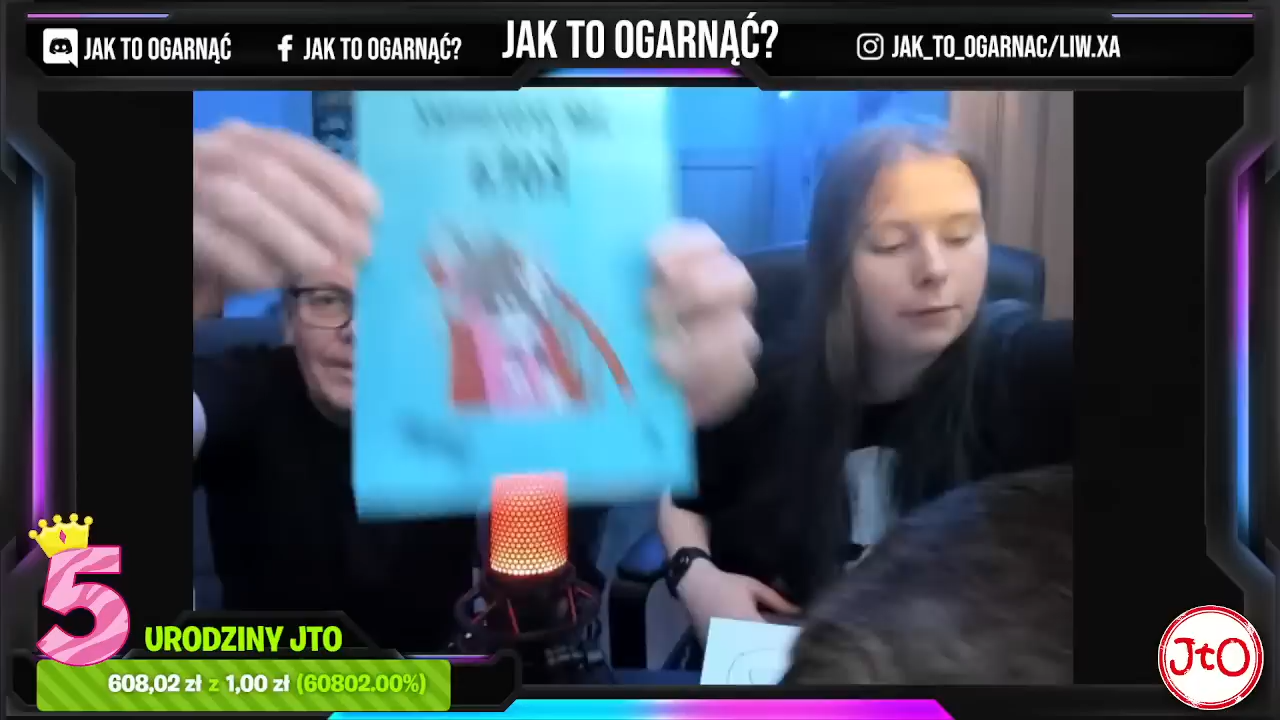 JAK TO OGARNĄĆ
JAK TO OGARNĄĆ?
JAK TO OGARNĄĆ?
JAK_TO_OGARNAC/LIW.XA
5
URODZINY JTO
608,02 zł z 1,00 zł (60802.00%)
JtO